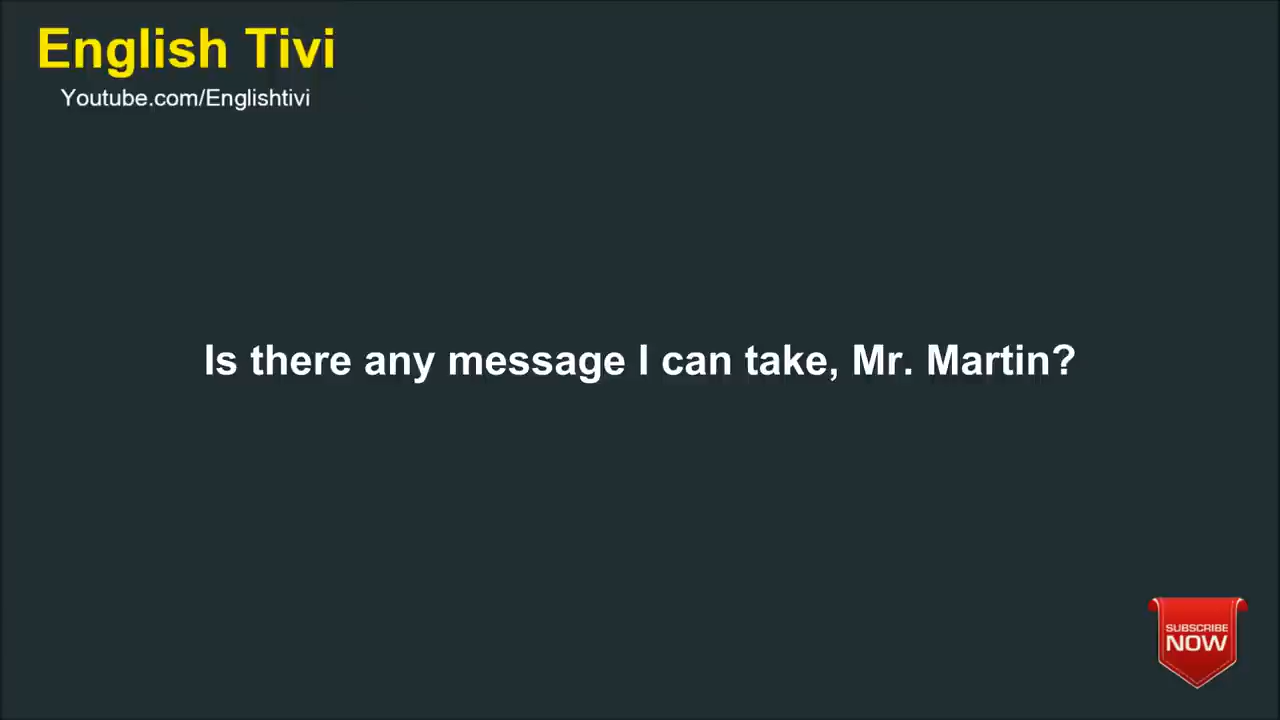 English Tivi
Youtube.com/Englishtivi
Is there any message I can take, Mr. Martin?
SUBSCRIBE
NOW